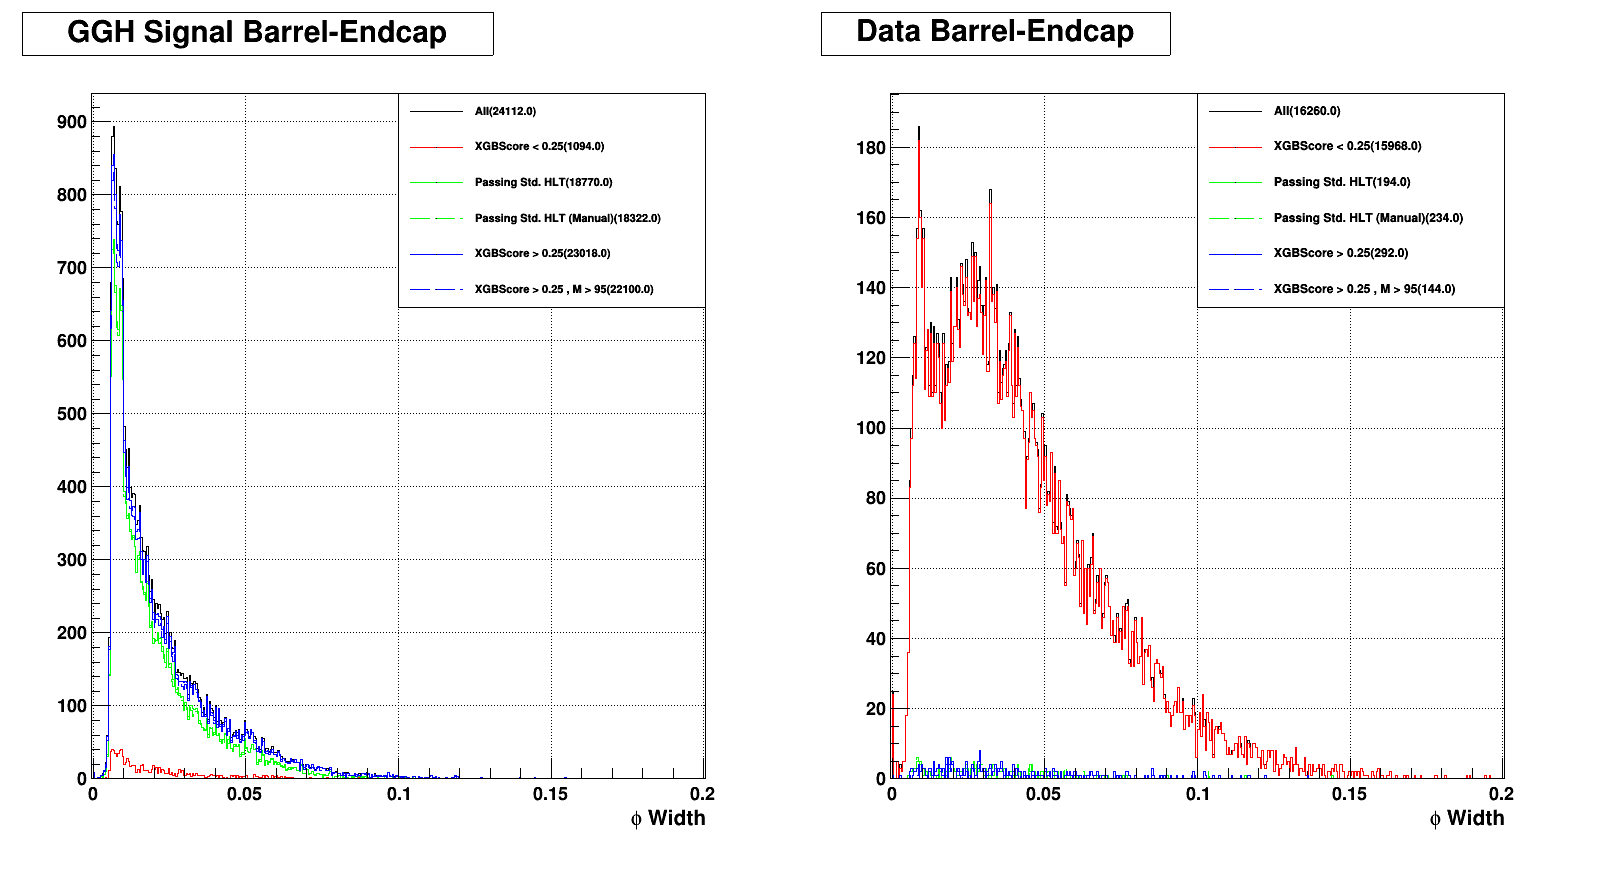 GGH Signal Barrel-Endcap
All(24112.0)
XGBScore < 0.25(1094.0)
Passing Std. HLT(18770.0)
Passing Std. HLT (Manual)(18322.0)
XGBScore > 0.25(23018.0)
XGBScore > 0.25 , M > 95(22100.0)
900
800
700
600
500
400
300
200
100
0
0 0.05 0.1 0.15 0.2
ϕ Width
Data Barrel-Endcap
All(16260.0)
XGBScore < 0.25(15968.0)
Passing Std. HLT(194.0)
Passing Std. HLT (Manual)(234.0)
XGBScore > 0.25(292.0)
XGBScore > 0.25 , M > 95(144.0)
180
160
140
120
100
80
60
40
20
0
0 0.05 0.1 0.15 0.2
ϕ Width